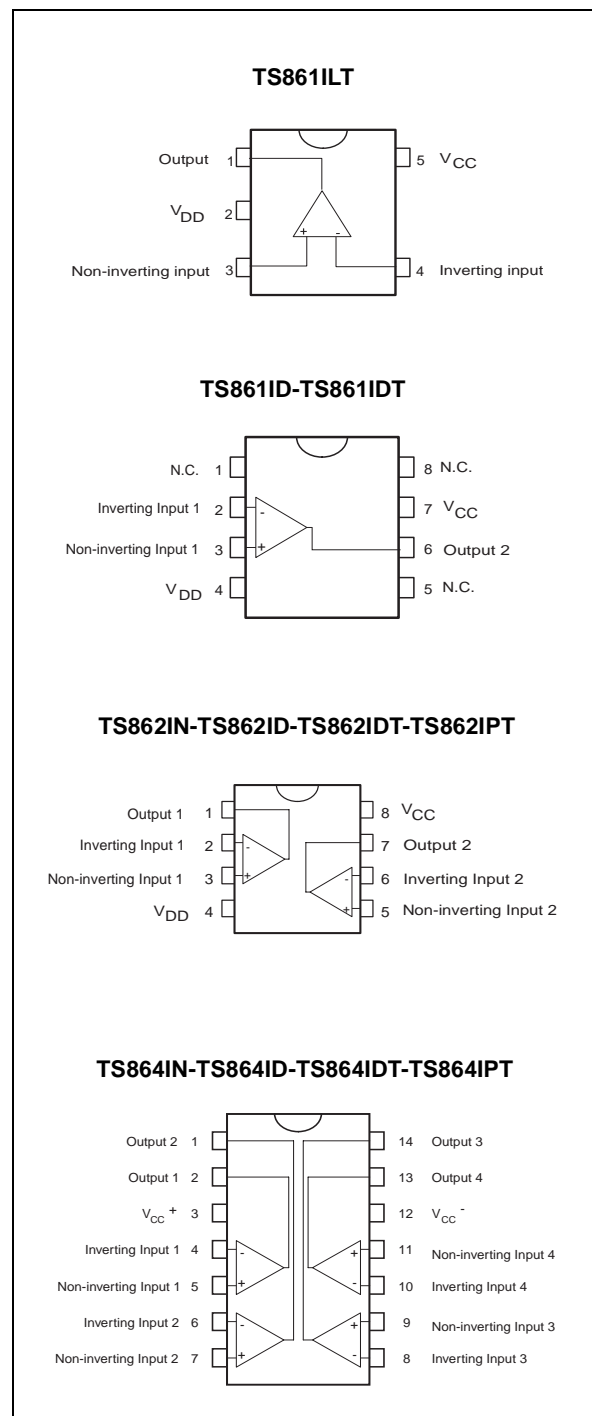 TS861ILT
Output 1 5 VCC
VDD 2
+ -
Non-inverting input 3 4 Inverting input
TS861ID-TS861IDT
N.C. 1 8 N.C.
Inverting Input 1 2 - 7 VCC
Non-inverting Input 1 3 + 6 Output 2
VDD 4 5 N.C.
TS862IN-TS862ID-TS862IDT-TS862IPT
Output 1 1 8 VCC
Inverting Input 1 2 - 7 Output 2
Non-inverting Input 1 3 + - 6 Inverting Input 2
VDD 4 + 5 Non-inverting Input 2
TS864IN-TS864ID-TS864IDT-TS864IPT
Output 2 1 14 Output 3
Output 1 2 13 Output 4
VCC + 3 12 VCC -
Inverting Input 1 4 - + 11 Non-inverting Input 4
Non-inverting Input 1 5 + - 10 Inverting Input 4
Inverting Input 2 6 - + 9 Non-inverting Input 3
Non-inverting Input 2 7 + - 8 Inverting Input 3